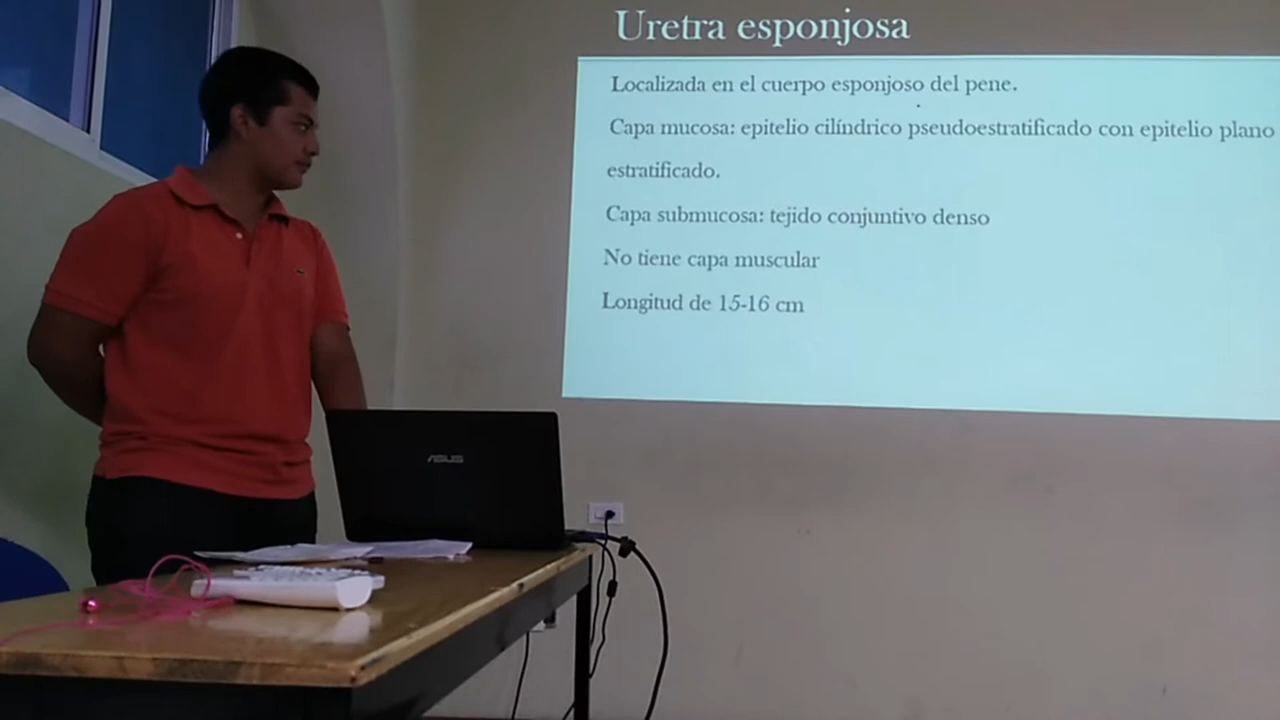 Uretra esponjosa
Localizada en el cuerpo esponjoso del pene.
Capa mucosa: epitelio cilíndrico pseudoestratificado con epitelio plano
estratificado.
Capa submucosa: tejido conjuntivo denso
No tiene capa muscular
Longitud de 15-16 cm
ASUS